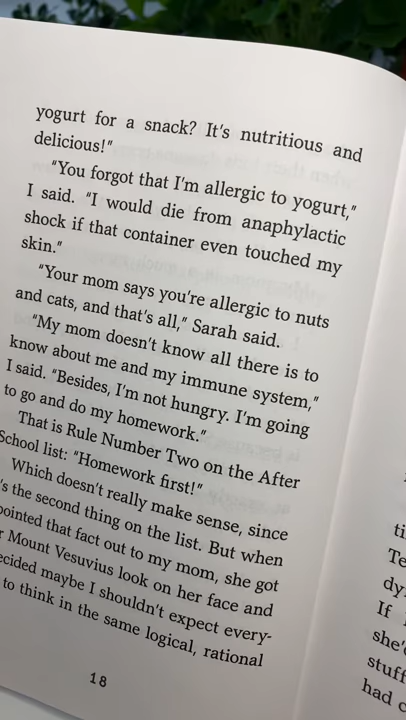 yogurt for a snack? It's nutritious and
delicious!"
"You forgot that I'm allergic to yogurt,"
I said. "I would die from anaphylactic
shock if that container even touched my
skin."
"Your mom says you're allergic to nuts
and cats, and that's all," Sarah said.
"My mom doesn't know all there is to
know about me and my immune system,"
I said. "Besides, I'm not hungry. I'm going
to go and do my homework."
That is Rule Number Two on the After
School list: "Homework first!"
Which doesn't really make sense, since
's the second thing on the list. But when
pointed that fact out to my mom, she got
r Mount Vesuvius look on her face and
ecided maybe I shouldn't expect every-
to think in the same logical, rational
18
ti
Te
dy
If
she'
stuff
had c